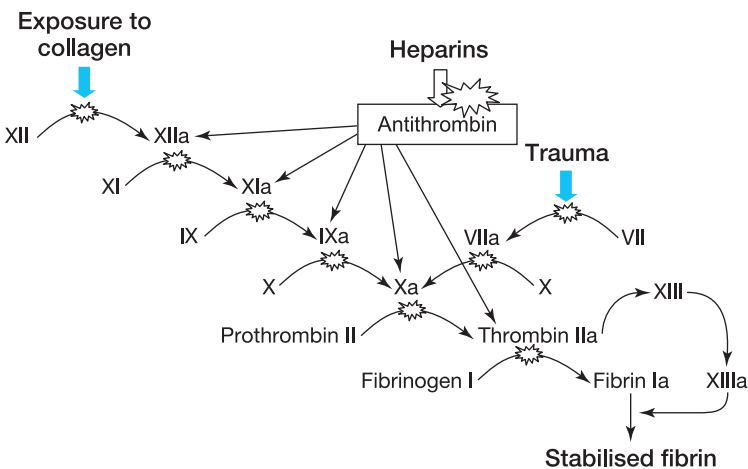 Exposure to
collagen
Heparins
Antithrombin
XII
XIIa
Trauma
XI
XIa
IX
IXa
VIIa
VII
X
Xa
X
XIII
Prothrombin II
Thrombin IIa
Fibrinogen I
Fibrin Ia
XIIIa
Stabilised fibrin